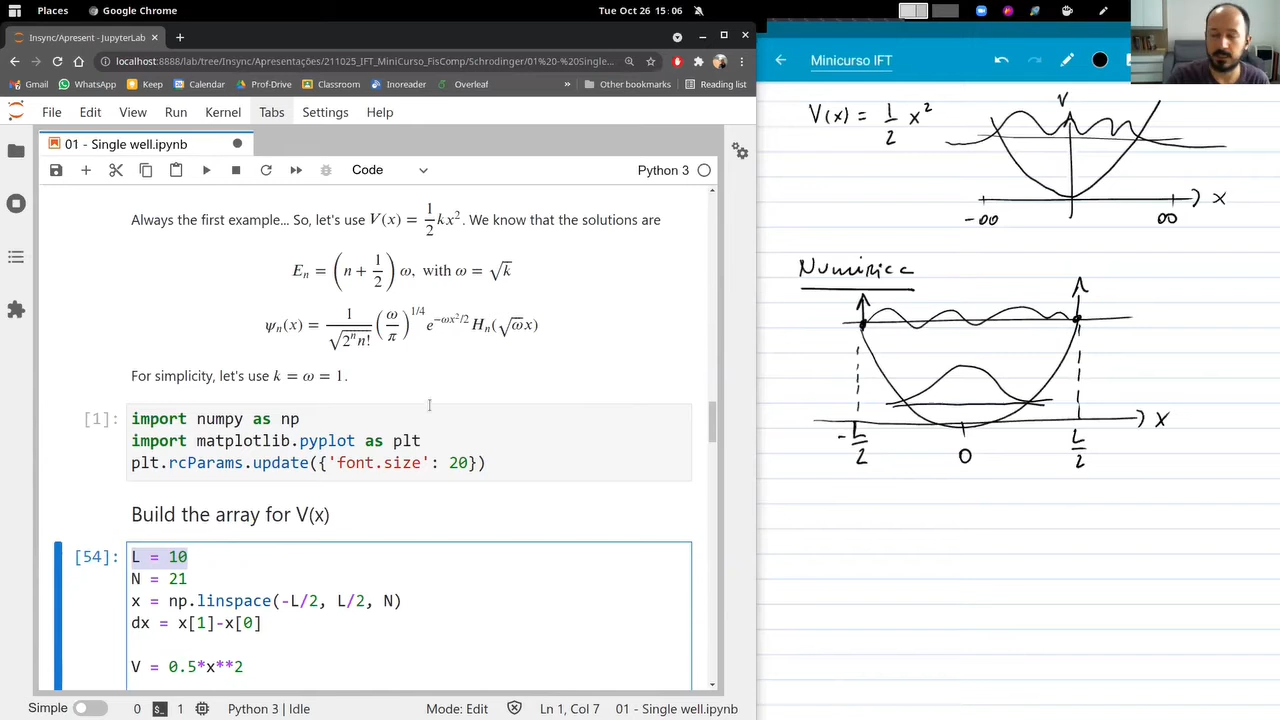 Places Google Chrome Tue Oct 26 15:06
Insync/Apresent - JupyterLab
localhost:8888/lab/tree/Insync/Apresentações/211025_IFT_MiniCurso_FisComp/Schrodinger/01%20-%20Single...
Gmail WhatsApp Keep Calendar Prof-Drive Classroom Inoreader Overleaf » Other bookmarks Reading list
File Edit View Run Kernel Tabs Settings Help
01 - Single well.ipynb
Code Python 3
Always the first example... So, let's use V(x) = 1/2 kx². We know that the solutions are
E_n = (n + 1/2) ω, with ω = √k
ψ_n(x) = 1/√(2ⁿn!) (ω/π)^1/4 e^−ωx²/2 H_n(√ωx)
For simplicity, let's use k = ω = 1.
[1]: import numpy as np
import matplotlib.pyplot as plt
plt.rcParams.update({'font.size': 20})
Build the array for V(x)
[54]: L = 10
N = 21
x = np.linspace(-L/2, L/2, N)
dx = x[1]-x[0]
V = 0.5*x**2
Simple 0 1 Python 3 | Idle Mode: Edit Ln 1, Col 7 01 - Single well.ipynb
Minicurso IFT
V(x) = 1/2 x²
V
x
-∞ ∞
Numérica
x
-L/2 0 L/2